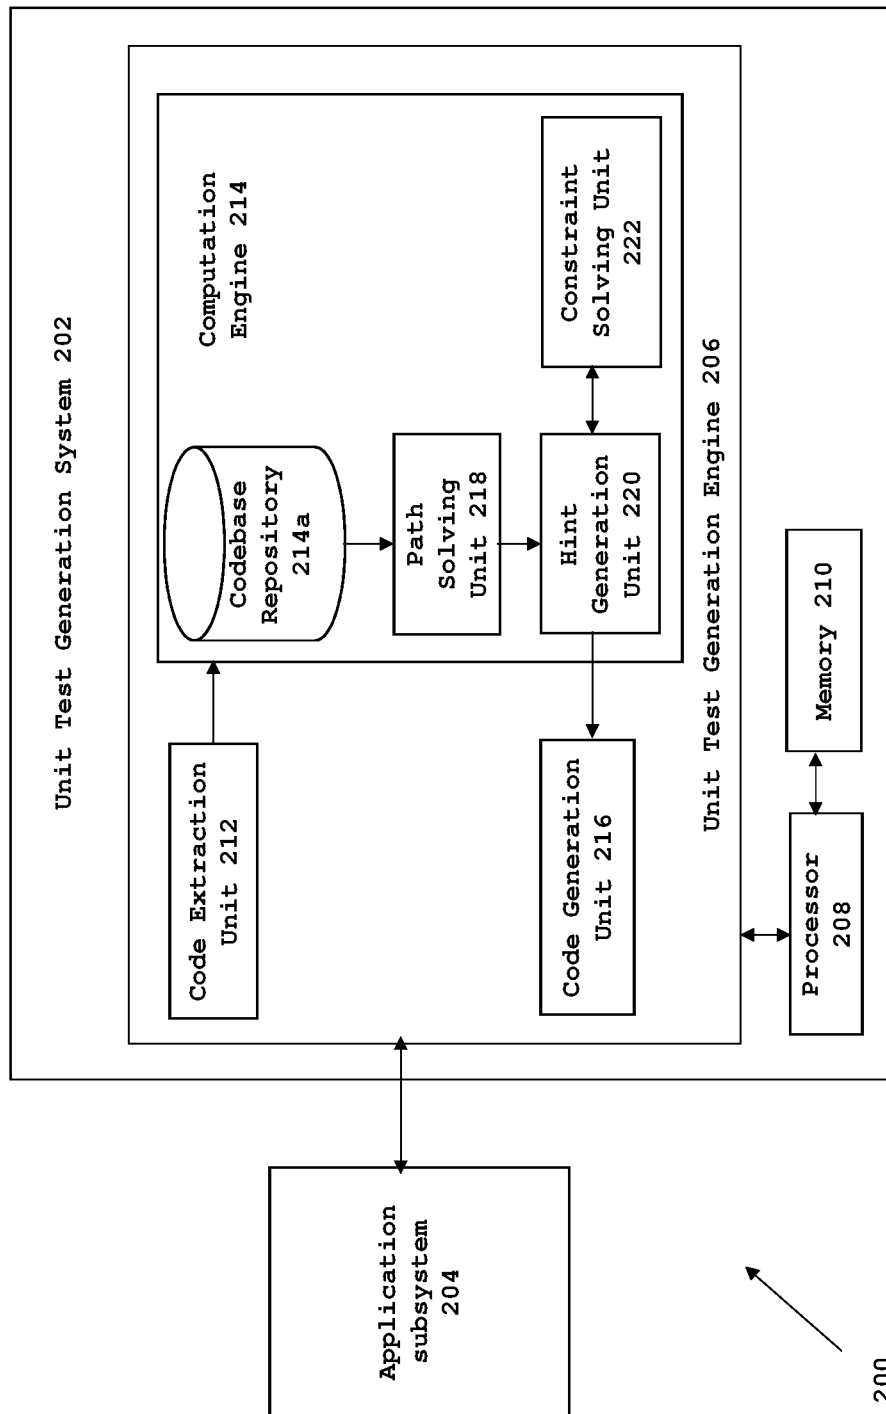 Unit Test Generation System 202
Computation
Engine 214
Codebase
Repository
214a
Code Extraction
Unit 212
Path
Solving
Unit 218
Constraint
Solving Unit
222
Hint
Generation
Unit 220
Code Generation
Unit 216
Unit Test Generation Engine 206
Application
subsystem
204
Processor
208
Memory 210
200